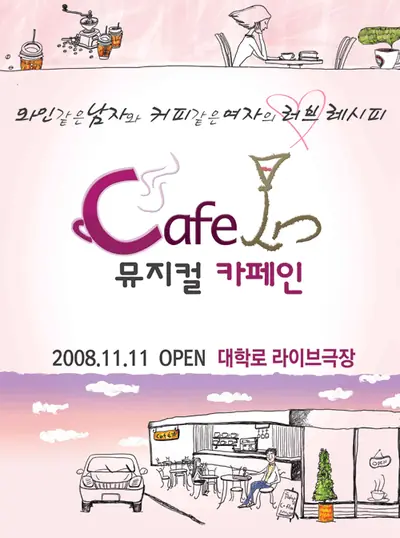 와인같은 남자와 커피같은 여자의 러브 레시피
Cafe In
뮤지컬 카페인
2008.11.11 OPEN 대학로 라이브극장
OPEN